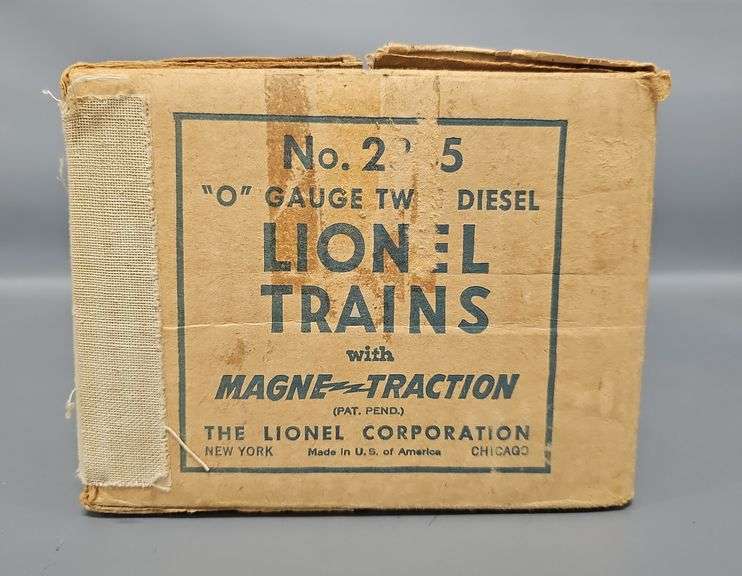 No.
"O" GAUGE DIESEL
LIONEL
TRAINS
with
MAGNE-TRACTION
(PAT. PEND.)
THE LIONEL CORPORATION
NEW YORK Made in U.S. of America CHICAGO